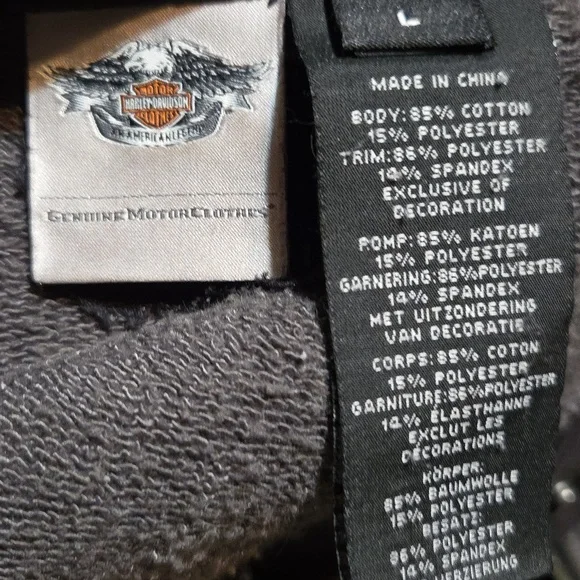 MOTOR
HARLEY-DAVIDSON
CLOTHES
AN AMERICAN LEGEND
GENUINE MOTORCLOTHES®
L
MADE IN CHINA
BODY:85% COTTON
15% POLYESTER
TRIM:86% POLYESTER
14% SPANDEX
EXCLUSIVE OF
DECORATION
POMP:85% KATOEN
15% POLYESTER
GARNERING:86%POLYESTER
14% SPANDEX
MET UITZONDERING
VAN DECORATIE
CORPS:85% COTON
15% POLYESTER
GARNITURE:86%POLYESTER
14% ÉLASTHANNE
EXCLUT LES
DÉCORATIONS
KÖRPER:
85% BAUMWOLLE
15% POLYESTER
BESATZ:
86% POLYESTER
14% SPANDEX
VERZIERUNG